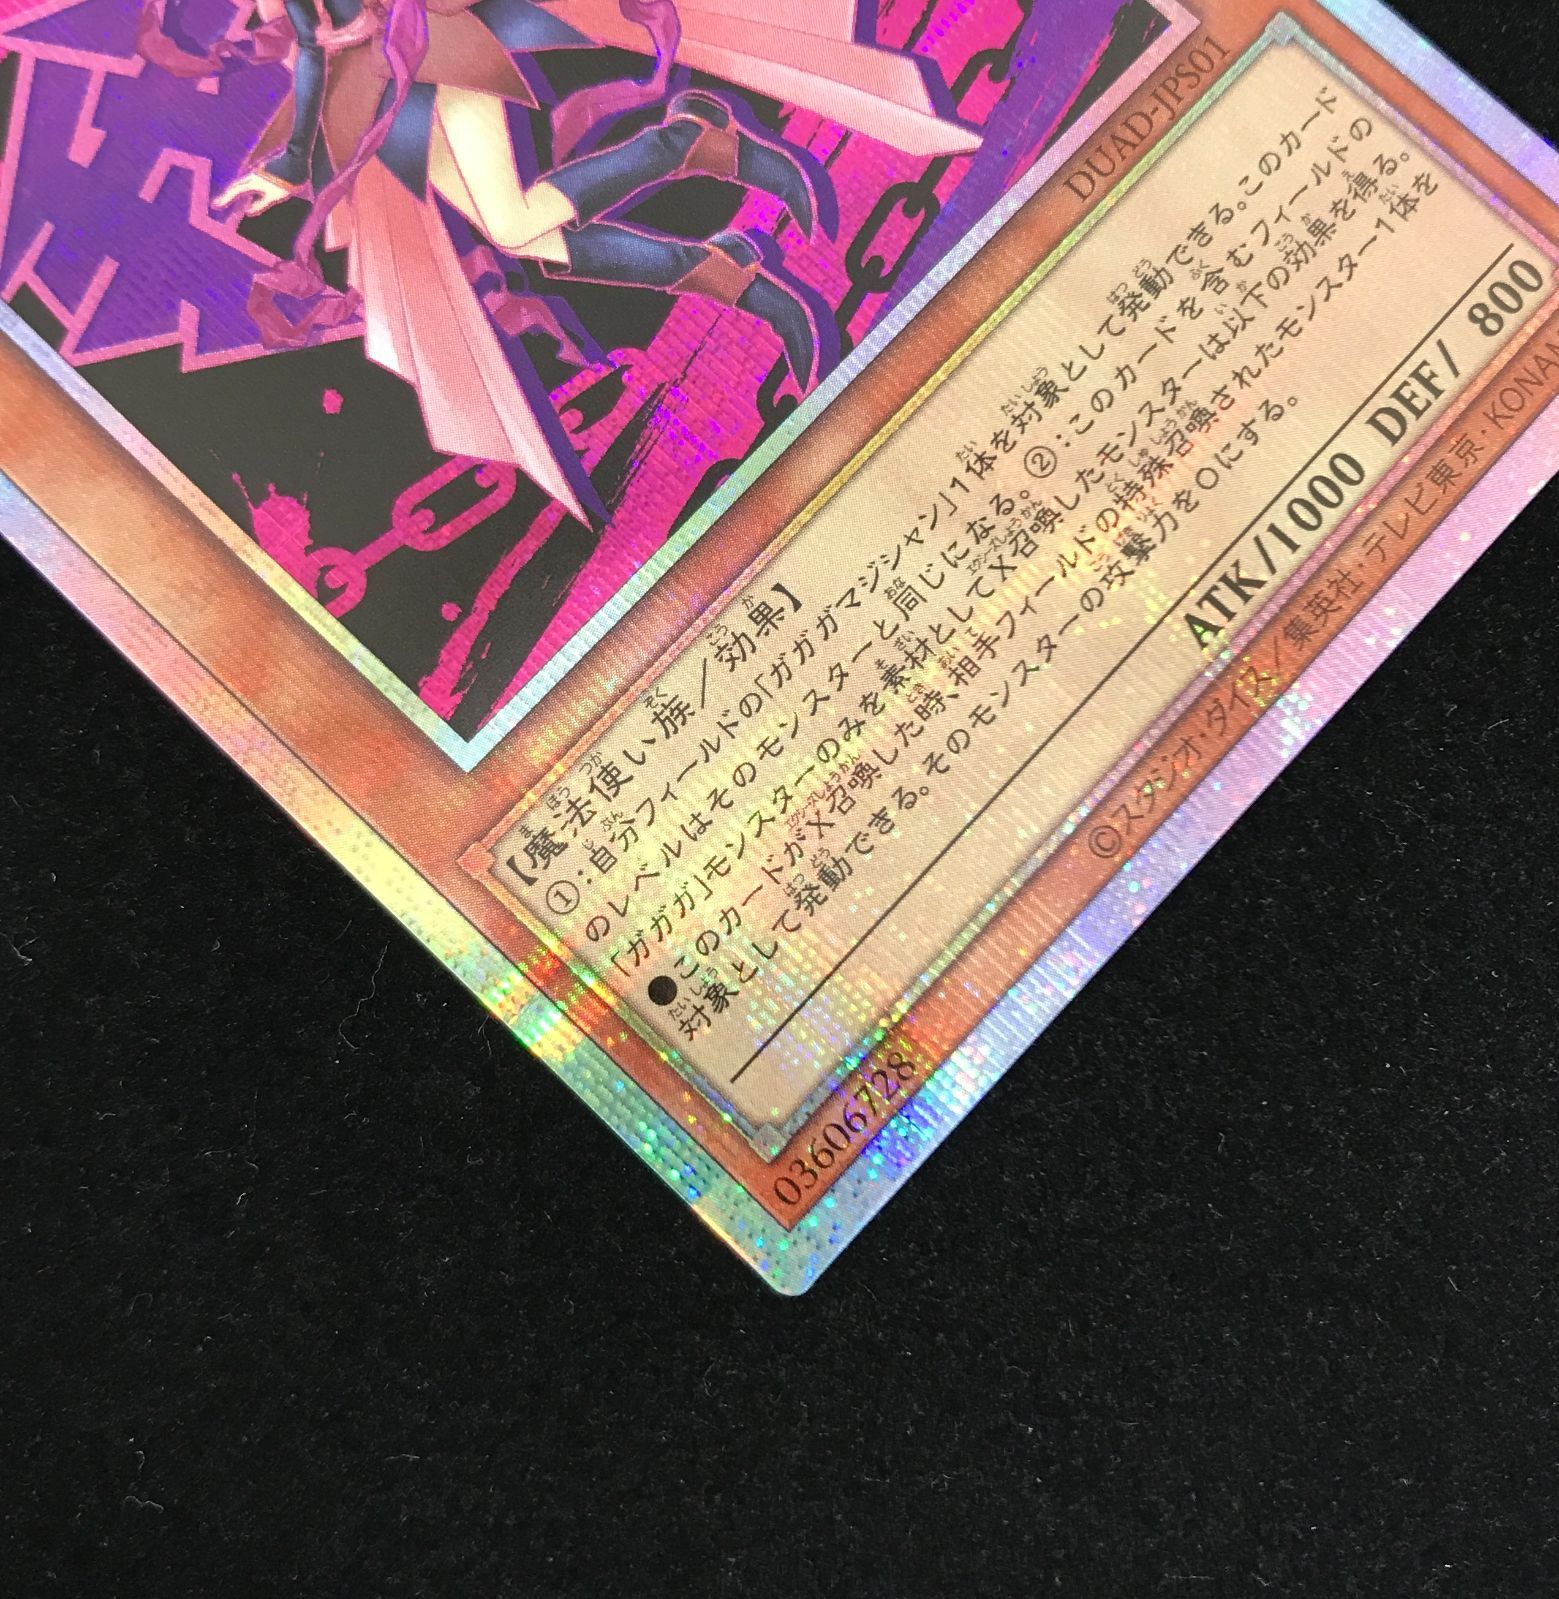 DUAD-JPS01
【魔法使い族／効果】
①：自分フィールドの「ガガガマジシャン」1体を対象として発動できる。このカード
のレベルはそのモンスターと同じになる。②：このカードを含むフィールドの
「ガガガ」モンスターのみを素材としてX召喚したモンスターは以下の効果を得る。
●このカードがX召喚した時、相手フィールドの特殊召喚されたモンスター1体を
対象として発動できる。そのモンスターの攻撃力を0にする。
ATK/1000 DEF/ 800
03606728
©スタジオ・ダイス/集英社・テレビ東京・KONAM